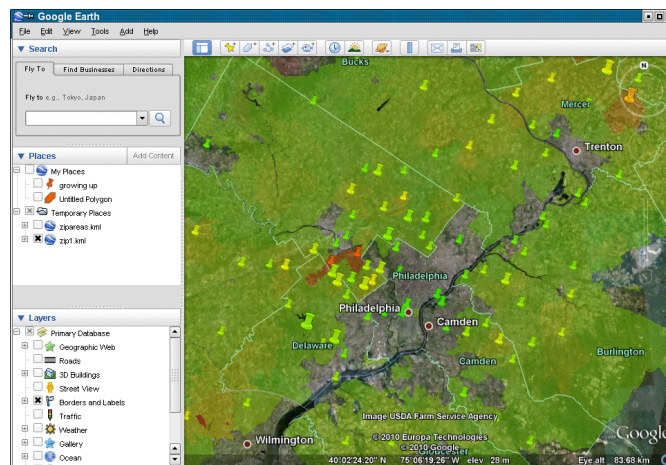 Google Earth
File Edit View Tools Add Help
Search
Fly To Find Businesses Directions
Fly to e.g., Tokyo, Japan
Places Add Content
My Places
growing up
Untitled Polygon
Temporary Places
zipareas.kml
zip1.kml
Layers
Primary Database
Geographic Web
Roads
3D Buildings
Street View
Borders and Labels
Traffic
Weather
Gallery
Ocean
Bucks
N
Mercer
Trenton
Philadelphia
Philadelphia
Camden
Delaware
Camden
Burlington
Image USDA Farm Service Agency
© 2010 Europa Technologies
© 2010 Google
Gloucester
Wilmington
Google
40°02'24.20" N 75°06'19.26" W elev 28 m Eye alt 83.68 km